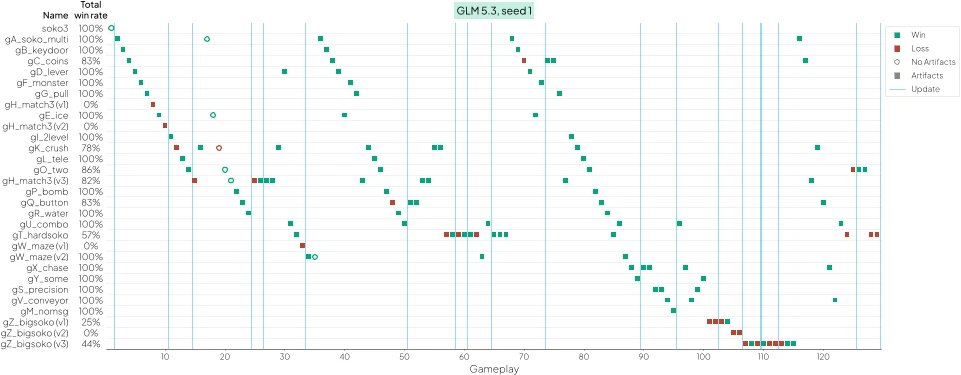 GLM 5.3, seed 1
Total
Name win rate
soko3 100%
gA_soko_multi 100%
gB_keydoor 100%
gC_coins 83%
gD_lever 100%
gF_monster 100%
gG_pull 100%
gH_match3 (v1) 0%
gE_ice 100%
gH_match3 (v2) 0%
gI_2level 100%
gK_crush 78%
gL_tele 100%
gO_two 86%
gH_match3 (v3) 82%
gP_bomb 100%
gQ_button 83%
gR_water 100%
gU_combo 100%
gT_hardsoko 57%
gW_maze (v1) 0%
gW_maze (v2) 100%
gX_chase 100%
gY_some 100%
gS_precision 100%
gV_conveyor 100%
gM_nomsg 100%
gZ_bigsoko (v1) 25%
gZ_bigsoko (v2) 0%
gZ_bigsoko (v3) 44%
10 20 30 40 50 60 70 80 90 100 110 120
Gameplay
Win
Loss
No Artifacts
Artifacts
Update